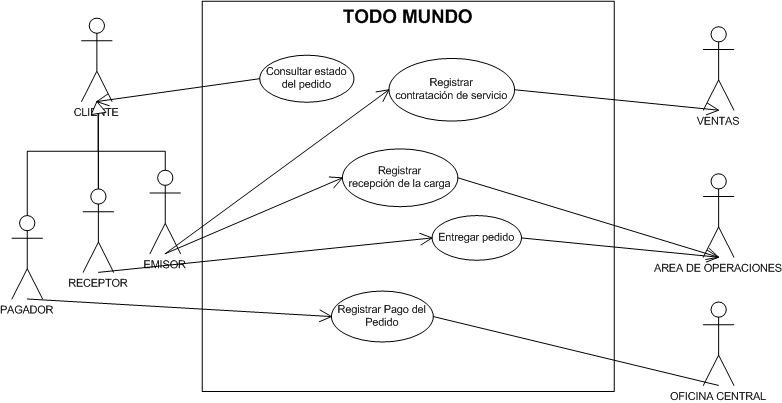 TODO MUNDO
Consultar estado
del pedido
Registrar
contratación de servicio
CLIENTE
VENTAS
Registrar
recepción de la carga
Entregar pedido
EMISOR
AREA DE OPERACIONES
RECEPTOR
PAGADOR
Registrar Pago del
Pedido
OFICINA CENTRAL